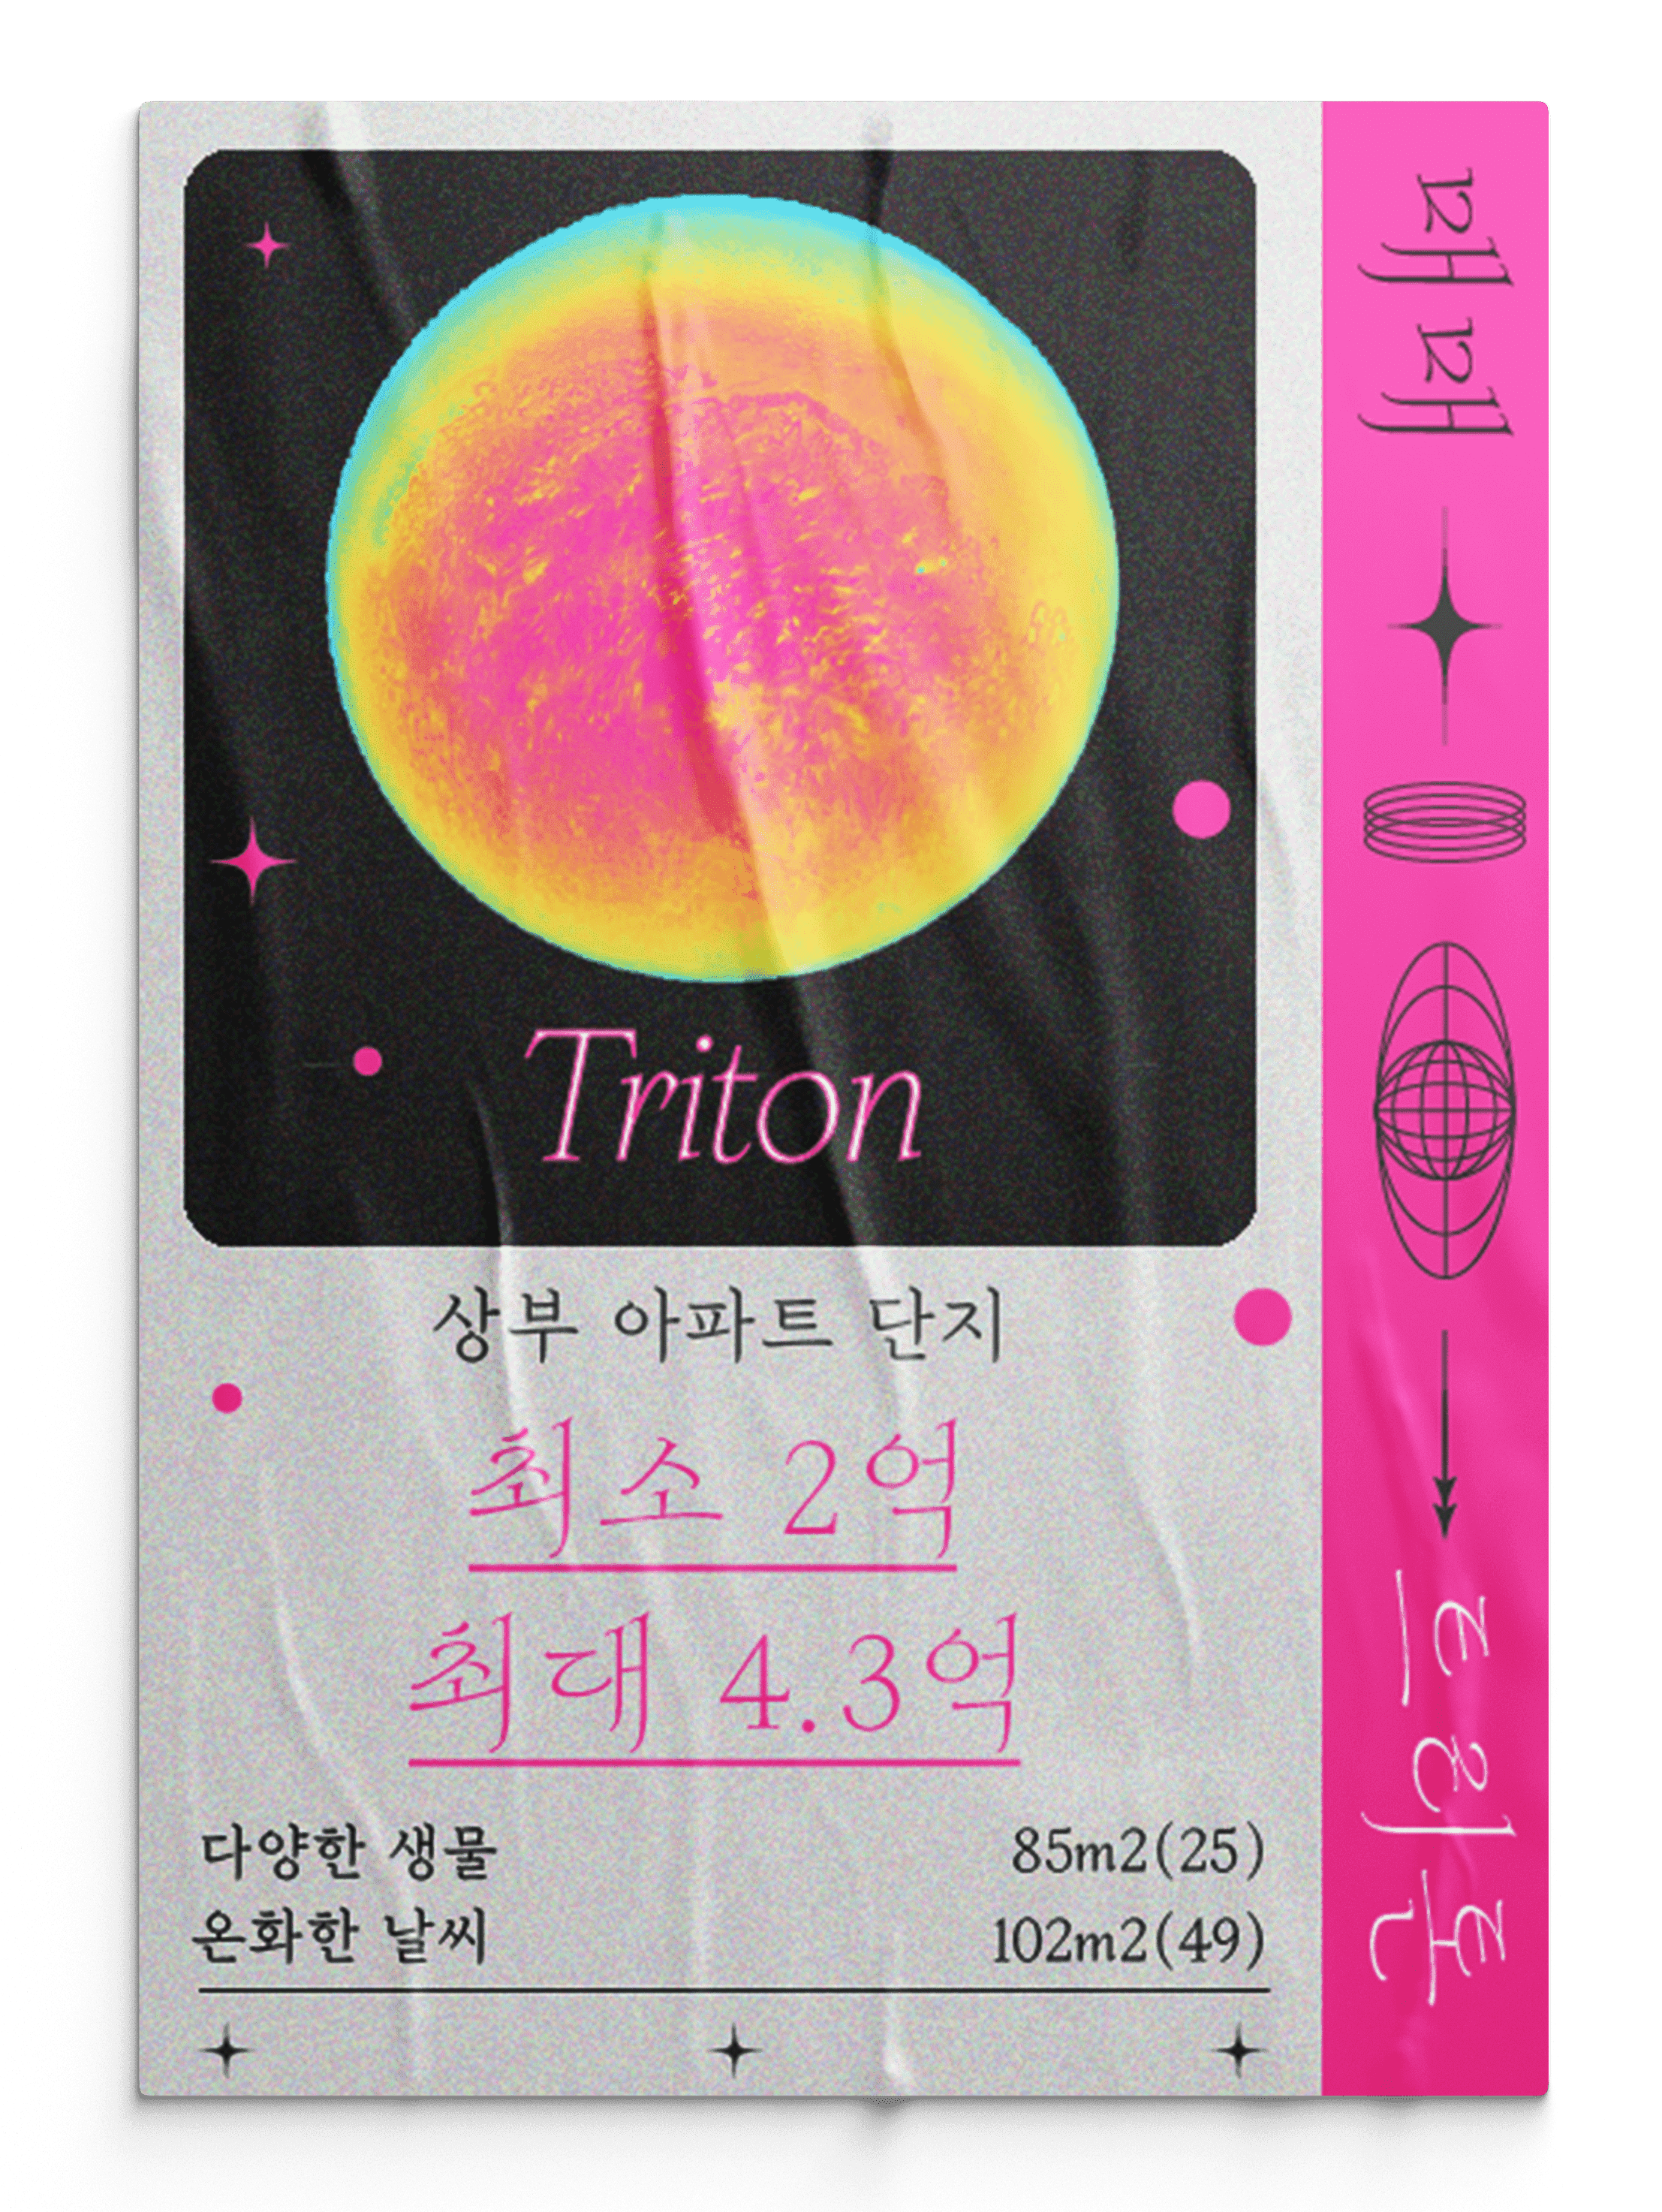 Triton
상부 아파트 단지
최소 2억
최대 4.3억
다양한 생물
온화한 날씨
85m2(25)
102m2(49)
매매
트리톤